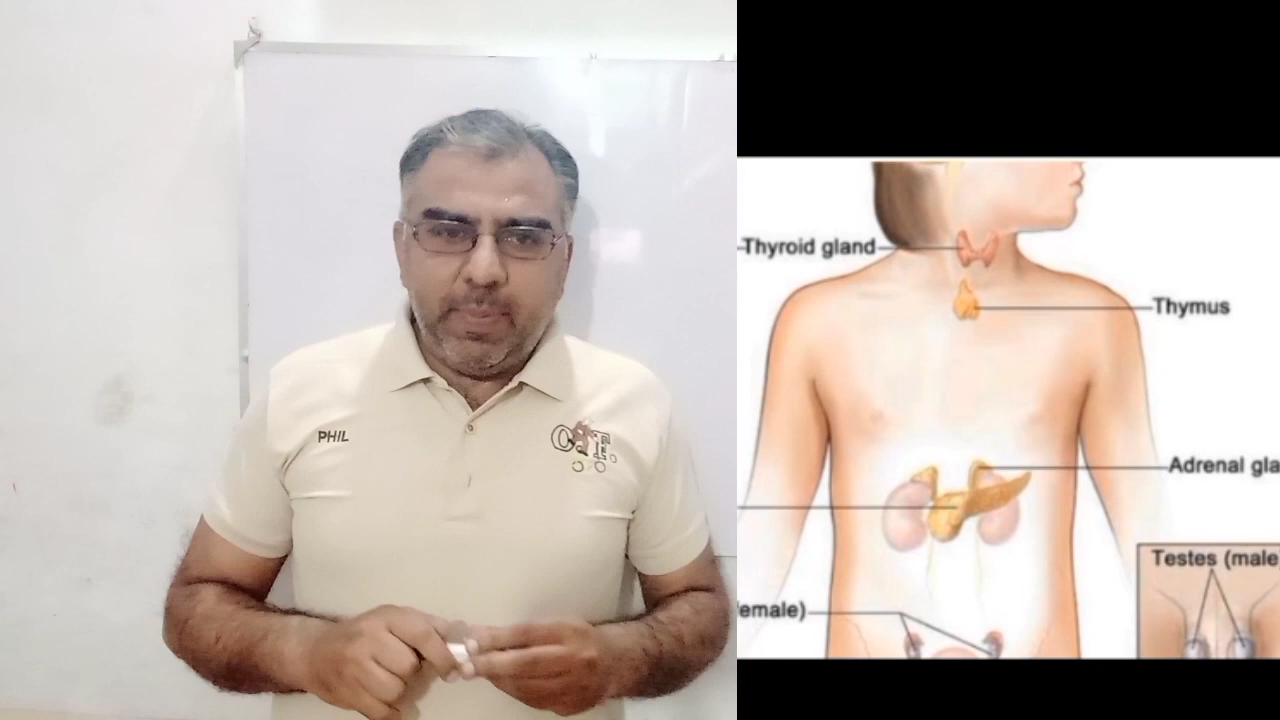 PHIL
Thyroid gland
Thymus
Adrenal gla
Testes (male
emale)